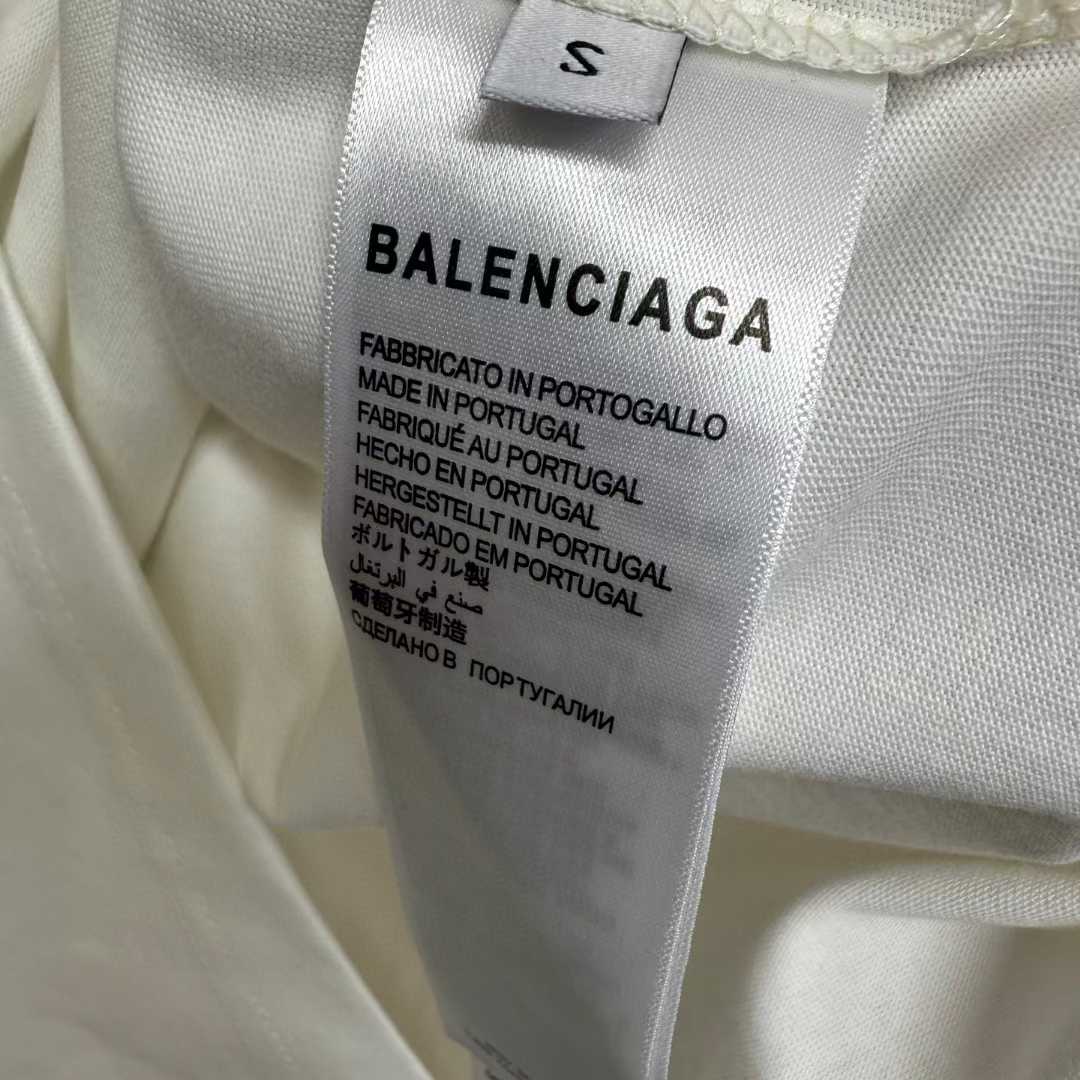 S
BALENCIAGA
FABBRICATO IN PORTOGALLO
MADE IN PORTUGAL
FABRIQUÉ AU PORTUGAL
HECHO EN PORTUGAL
HERGESTELLT IN PORTUGAL
FABRICADO EM PORTUGAL
ポルトガル製
صنع في البرتغال
葡萄牙制造
СДЕЛАНО В ПОРТУГАЛИИ